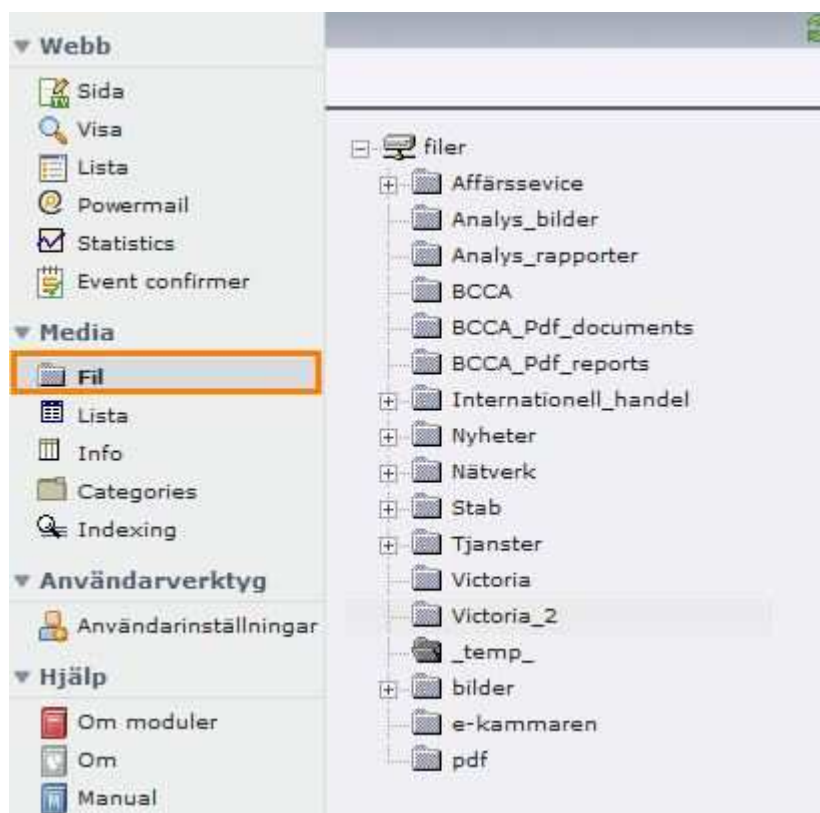 Webb
Sida
Visa
Lista
Powermail
Statistics
Event confirmer
Media
Fil
Lista
Info
Categories
Indexing
Användarverktyg
Användarinställningar
Hjälp
Om moduler
Om
Manual
filer
Affärssevice
Analys_bilder
Analys_rapporter
BCCA
BCCA_Pdf_documents
BCCA_Pdf_reports
Internationell_handel
Nyheter
Nätverk
Stab
Tjanster
Victoria
Victoria_2
_temp_
bilder
e-kammaren
pdf